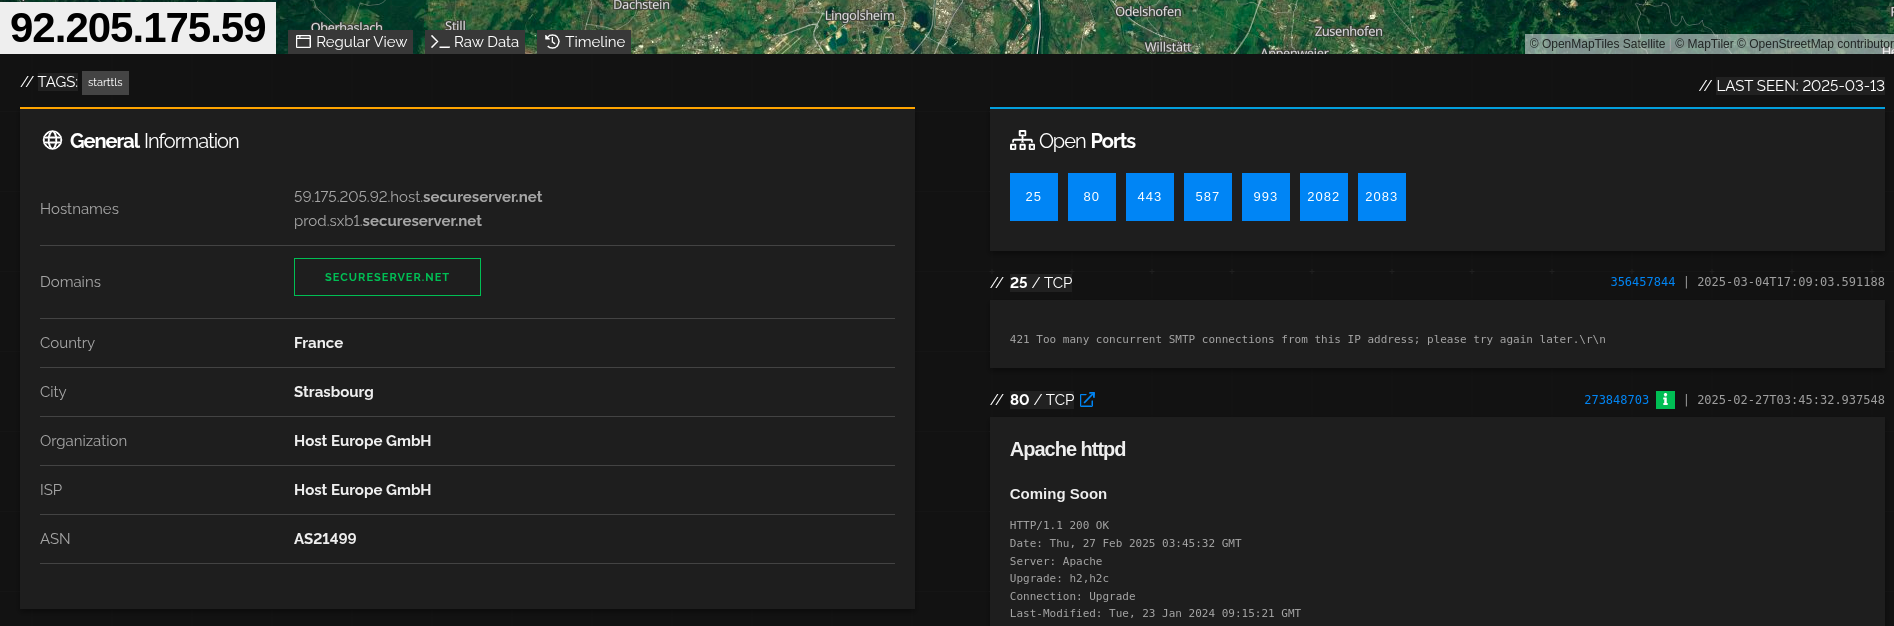 Dachstein
Lingolsheim
Odelshofen
Oberhaslach
Still
Zusenhofen
Willstätt
Appenweier
92.205.175.59
Regular View
Raw Data
Timeline
© OpenMapTiles Satellite | © MapTiler © OpenStreetMap contributor
// TAGS: starttls
// LAST SEEN: 2025-03-13
General Information
Hostnames
59.175.205.92.host.secureserver.net
prod.sxb1.secureserver.net
Domains
SECURESERVER.NET
Country
France
City
Strasbourg
Organization
Host Europe GmbH
ISP
Host Europe GmbH
ASN
AS21499
Open Ports
25
80
443
587
993
2082
2083
// 25 / TCP
356457844 | 2025-03-04T17:09:03.591188
421 Too many concurrent SMTP connections from this IP address; please try again later.\r\n
// 80 / TCP
273848703 | 2025-02-27T03:45:32.937548
Apache httpd
Coming Soon
HTTP/1.1 200 OK
Date: Thu, 27 Feb 2025 03:45:32 GMT
Server: Apache
Upgrade: h2,h2c
Connection: Upgrade
Last-Modified: Tue, 23 Jan 2024 09:15:21 GMT